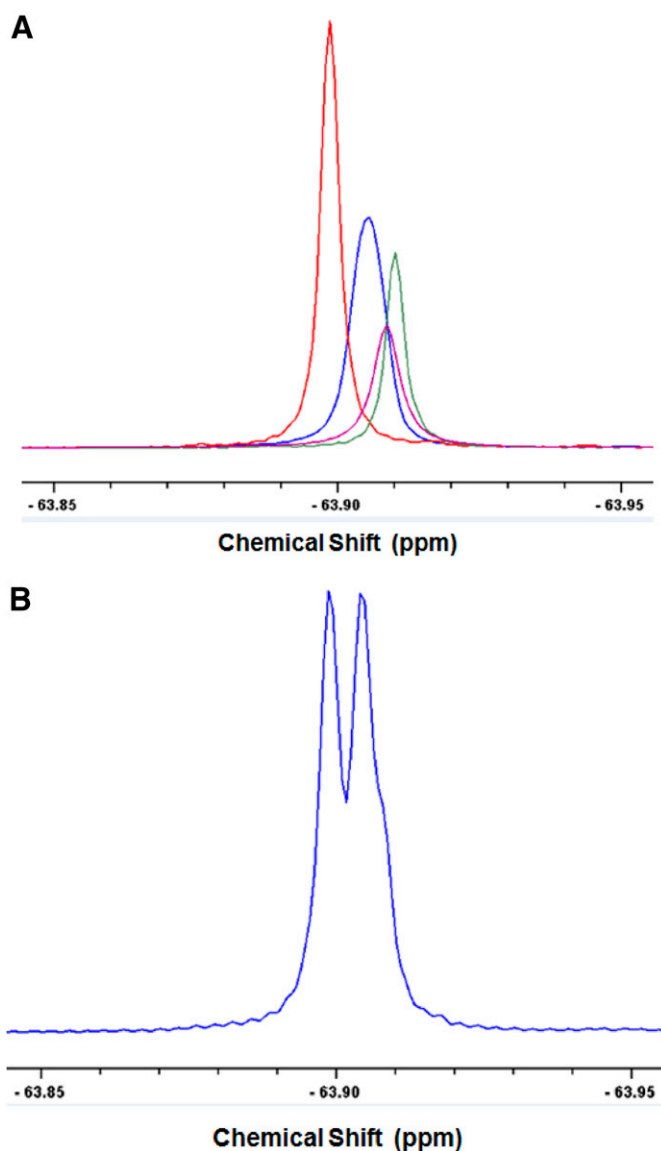 A
- 63.85 - 63.90 - 63.95
Chemical Shift (ppm)
B
- 63.85 - 63.90 - 63.95
Chemical Shift (ppm)